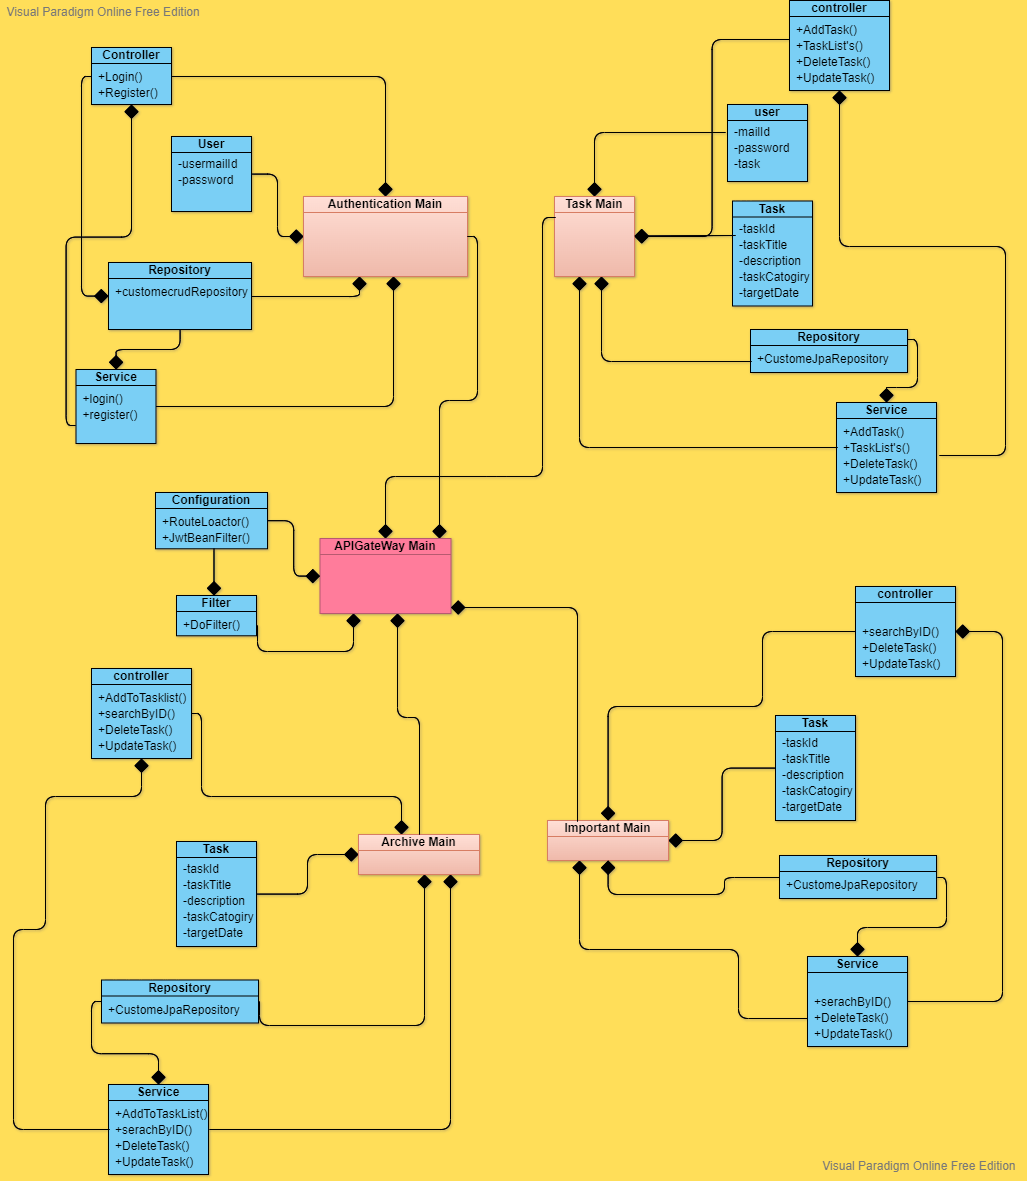 Visual Paradigm Online Free Edition
Controller
+Login()
+Register()
User
-usermailId
-password
Authentication Main
Repository
+customecrudRepository
Service
+login()
+register()
controller
+AddTask()
+TaskList's()
+DeleteTask()
+UpdateTask()
user
-mailId
-password
-task
Task Main
Task
-taskId
-taskTitle
-description
-taskCatogiry
-targetDate
Repository
+CustomeJpaRepository
Service
+AddTask()
+TaskList's()
+DeleteTask()
+UpdateTask()
Configuration
+RouteLoactor()
+JwtBeanFilter()
APIGateWay Main
Filter
+DoFilter()
controller
+AddToTasklist()
+searchByID()
+DeleteTask()
+UpdateTask()
Archive Main
Task
-taskId
-taskTitle
-description
-taskCatogiry
-targetDate
Repository
+CustomeJpaRepository
Service
+AddToTaskList()
+serachByID()
+DeleteTask()
+UpdateTask()
controller
+searchByID()
+DeleteTask()
+UpdateTask()
Task
-taskId
-taskTitle
-description
-taskCatogiry
-targetDate
Important Main
Repository
+CustomeJpaRepository
Service
+serachByID()
+DeleteTask()
+UpdateTask()
Visual Paradigm Online Free Edition